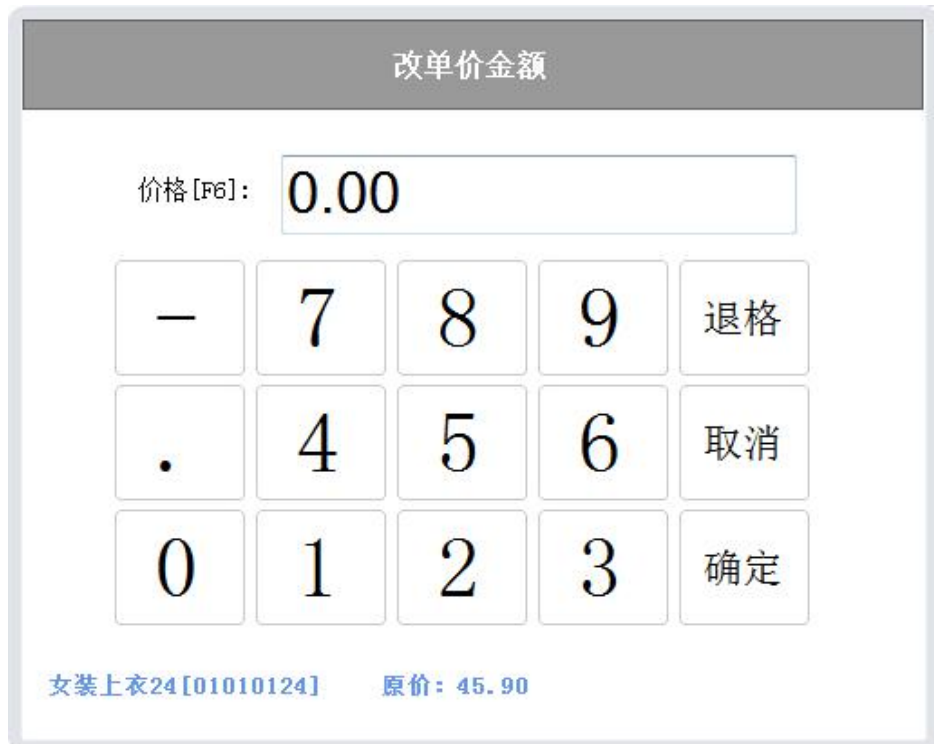 改单价金额
价格[F6]: 0.00
- 7 8 9 退格
. 4 5 6 取消
0 1 2 3 确定
女装上衣24[01010124] 原价: 45.90